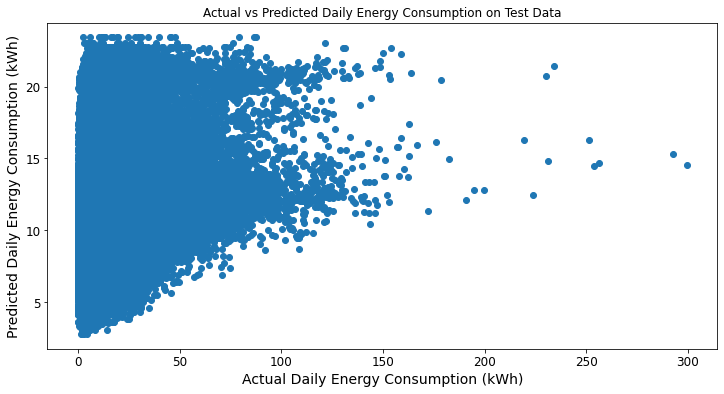 Actual vs Predicted Daily Energy Consumption on Test Data
Predicted Daily Energy Consumption (kWh)
20
15
10
5
0 50 100 150 200 250 300
Actual Daily Energy Consumption (kWh)